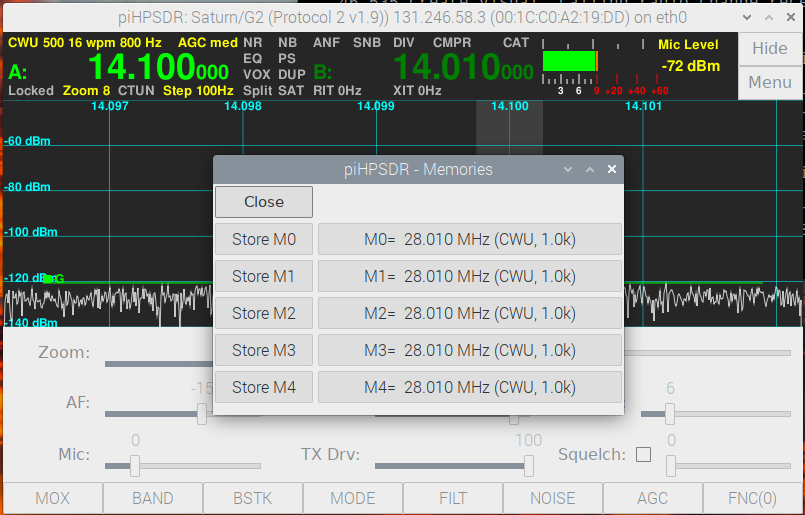 piHPSDR: Saturn/G2 (Protocol 2 v1.9)) 131.246.58.3 (00:1C:C0:A2:19:DD) on eth0
CWU 500 16 wpm 800 Hz AGC med NR NB ANF SNB DIV CMPR CAT
EQ PS
A: 14.100000 VOX DUP B: 14.010000
Locked Zoom 8 CTUN Step 100Hz Split SAT RIT 0Hz XIT 0Hz
3 6 9 +20 +40 +60
Mic Level
-72 dBm
Hide
Menu
14.097 14.098 14.099 14.100 14.101
-60 dBm
-80 dBm
-100 dBm
-120 dBm
-140 dBm
piHPSDR - Memories
Close
Store M0 M0= 28.010 MHz (CWU, 1.0k)
Store M1 M1= 28.010 MHz (CWU, 1.0k)
Store M2 M2= 28.010 MHz (CWU, 1.0k)
Store M3 M3= 28.010 MHz (CWU, 1.0k)
Store M4 M4= 28.010 MHz (CWU, 1.0k)
Zoom:
AF: 6
Mic: 0 TX Drv: 100 Squelch: 0
MOX BAND BSTK MODE FILT NOISE AGC FNC(0)